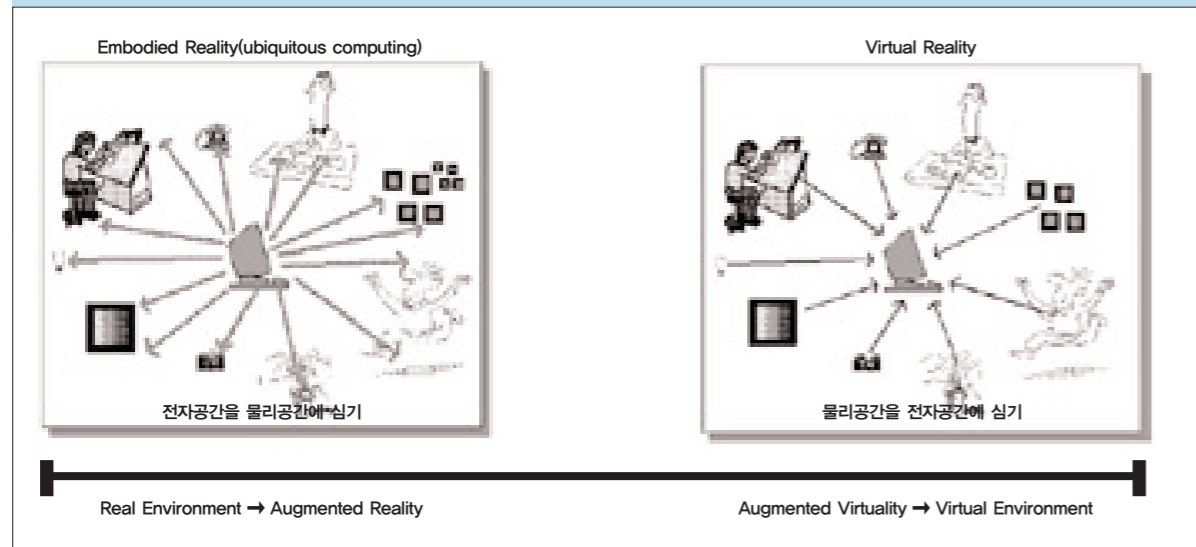 Embodied Reality(ubiquitous computing)
Virtual Reality
전자공간을 물리공간에 심기
물리공간을 전자공간에 심기
Real Environment → Augmented Reality
Augmented Virtuality → Virtual Environment